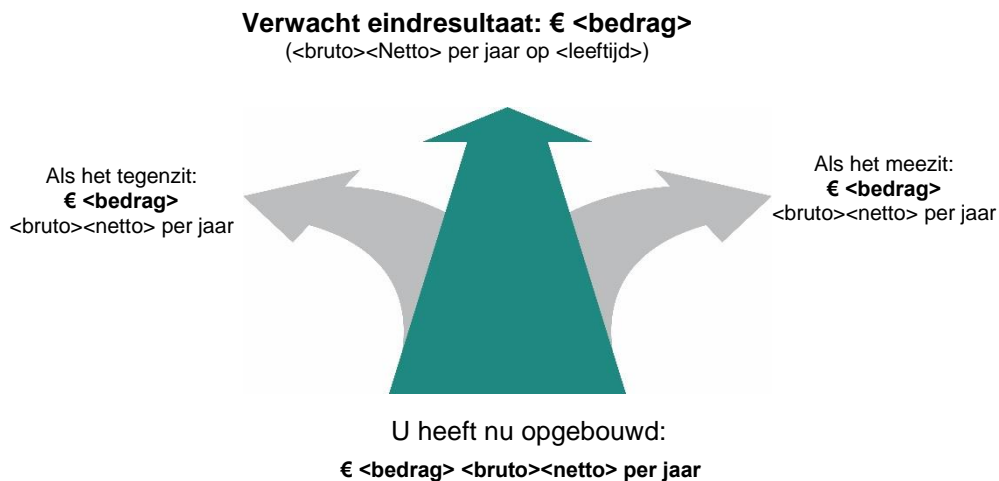 Verwacht eindresultaat: € <bedrag>
(<bruto><Netto> per jaar op <leeftijd>)
Als het tegenzit:
€ <bedrag>
<bruto><netto> per jaar
Als het meezit:
€ <bedrag>
<bruto><netto> per jaar
U heeft nu opgebouwd:
€ <bedrag> <bruto><netto> per jaar